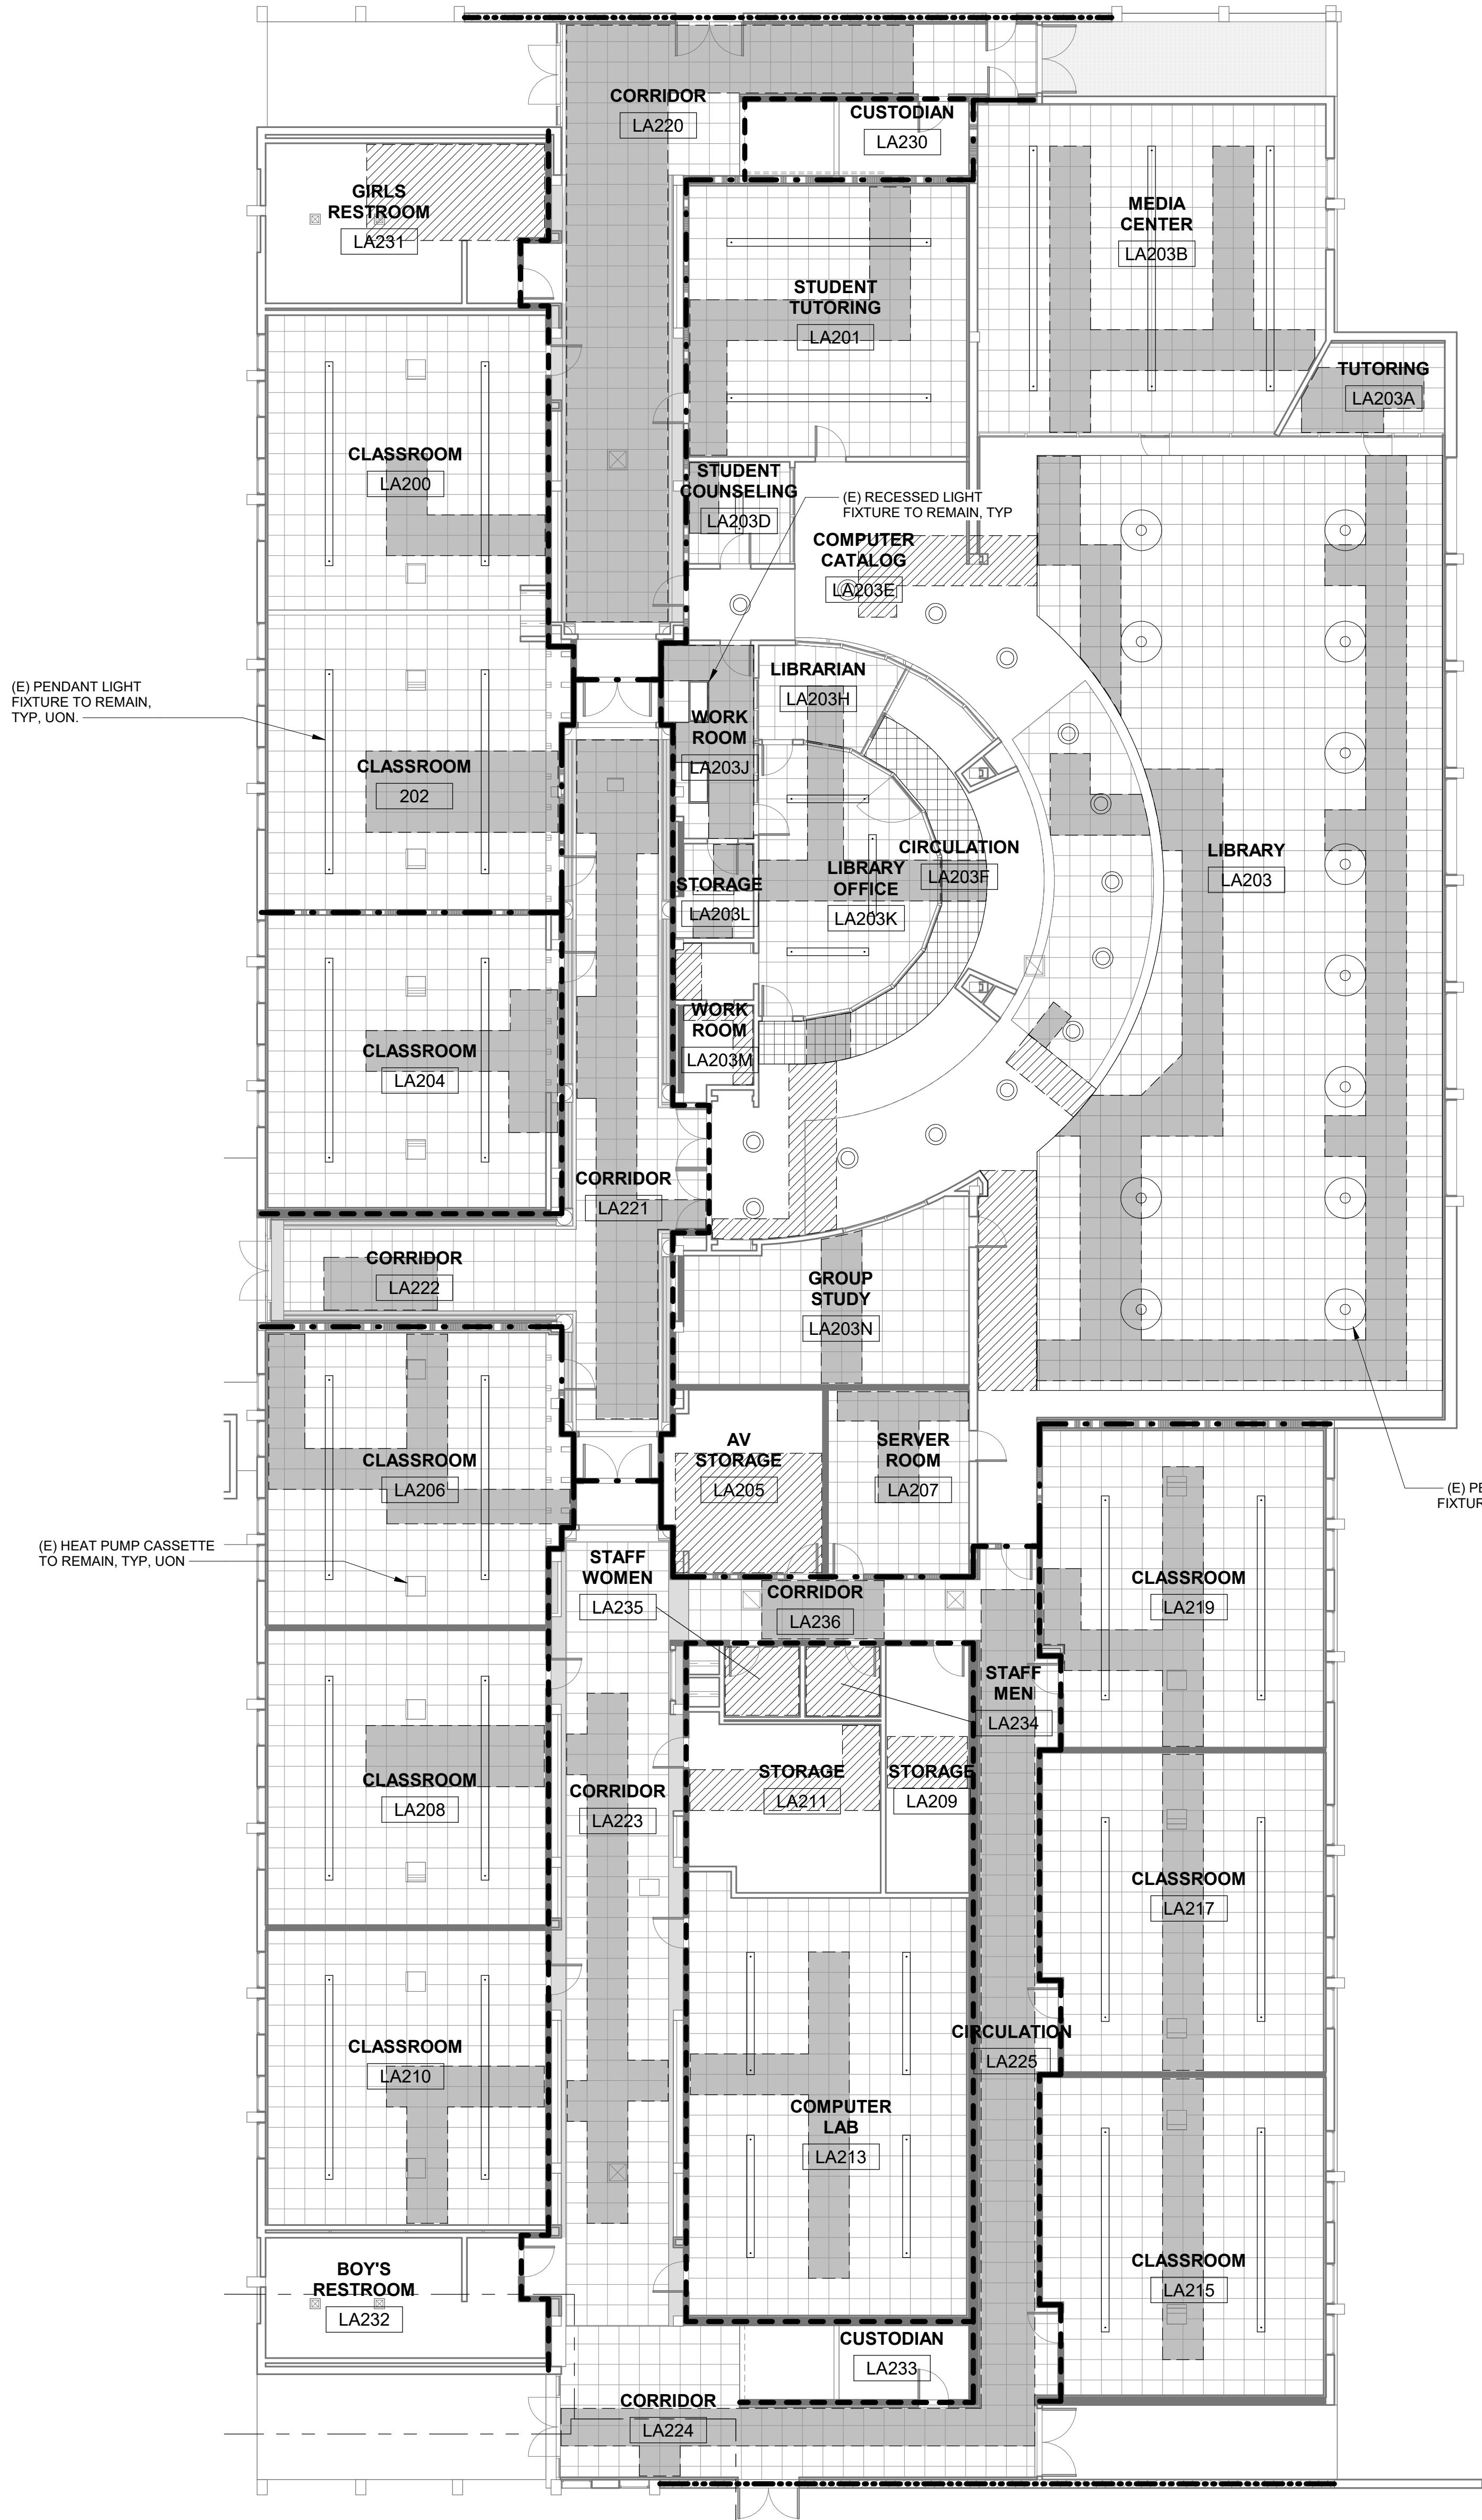 CORRIDOR
LA220
CUSTODIAN
LA230
GIRLS
RESTROOM
LA231
MEDIA
CENTER
LA203B
STUDENT
TUTORING
LA201
TUTORING
LA203A
CLASSROOM
LA200
STUDENT
COUNSELING
LA203D
(E) RECESSED LIGHT
FIXTURE TO REMAIN, TYP
COMPUTER
CATALOG
LA203E
(E) PENDANT LIGHT
FIXTURE TO REMAIN,
TYP, UON.
LIBRARIAN
LA203H
WORK
ROOM
LA203J
CLASSROOM
202
CIRCULATION
LA203F
LIBRARY
LA203
STORAGE
LA203L
LIBRARY
OFFICE
LA203K
WORK
ROOM
LA203M
CLASSROOM
LA204
CORRIDOR
LA221
CORRIDOR
LA222
GROUP
STUDY
LA203N
AV
STORAGE
LA205
SERVER
ROOM
LA207
CLASSROOM
LA206
(E) PE
FIXTUR
(E) HEAT PUMP CASSETTE
TO REMAIN, TYP, UON
STAFF
WOMEN
LA235
CORRIDOR
LA236
CLASSROOM
LA219
STAFF
MEN
LA234
CLASSROOM
LA208
CORRIDOR
LA223
STORAGE
LA211
STORAGE
LA209
CLASSROOM
LA217
CLASSROOM
LA210
CIRCULATION
LA225
COMPUTER
LAB
LA213
BOY'S
RESTROOM
LA232
CLASSROOM
LA215
CUSTODIAN
LA233
CORRIDOR
LA224